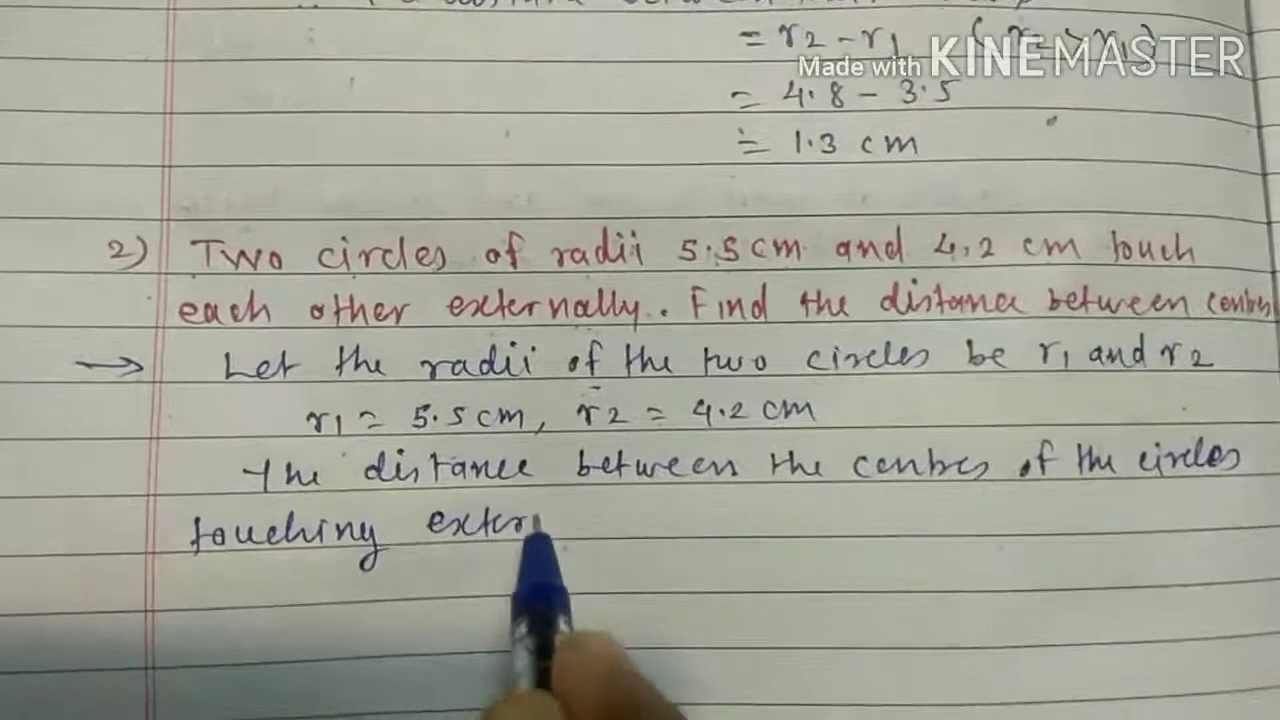 = r2 - r1 ( r2 > r1)
Made with KINEMASTER
= 4.8 - 3.5
= 1.3 cm
2) Two circles of radii 5.5 cm and 4.2 cm touch
each other externally. Find the distance between centres
→ Let the radii of the two circles be r1 and r2
r1 = 5.5 cm, r2 = 4.2 cm
The distance between the centres of the circles
touching exter